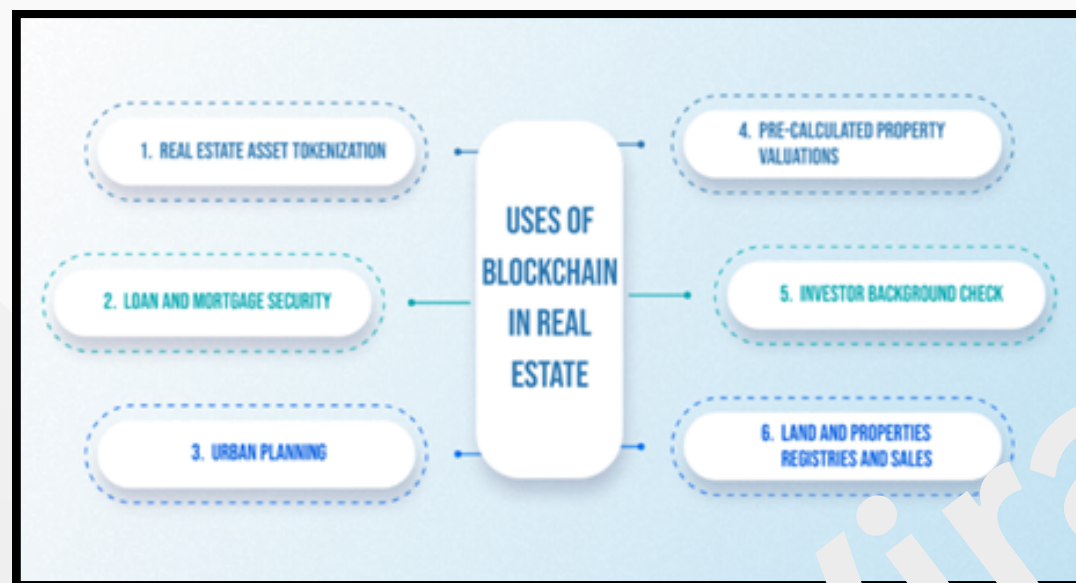 1. REAL ESTATE ASSET TOKENIZATION
2. LOAN AND MORTGAGE SECURITY
3. URBAN PLANNING
USES OF
BLOCKCHAIN
IN REAL
ESTATE
4. PRE-CALCULATED PROPERTY
VALUATIONS
5. INVESTOR BACKGROUND CHECK
6. LAND AND PROPERTIES
REGISTRIES AND SALES